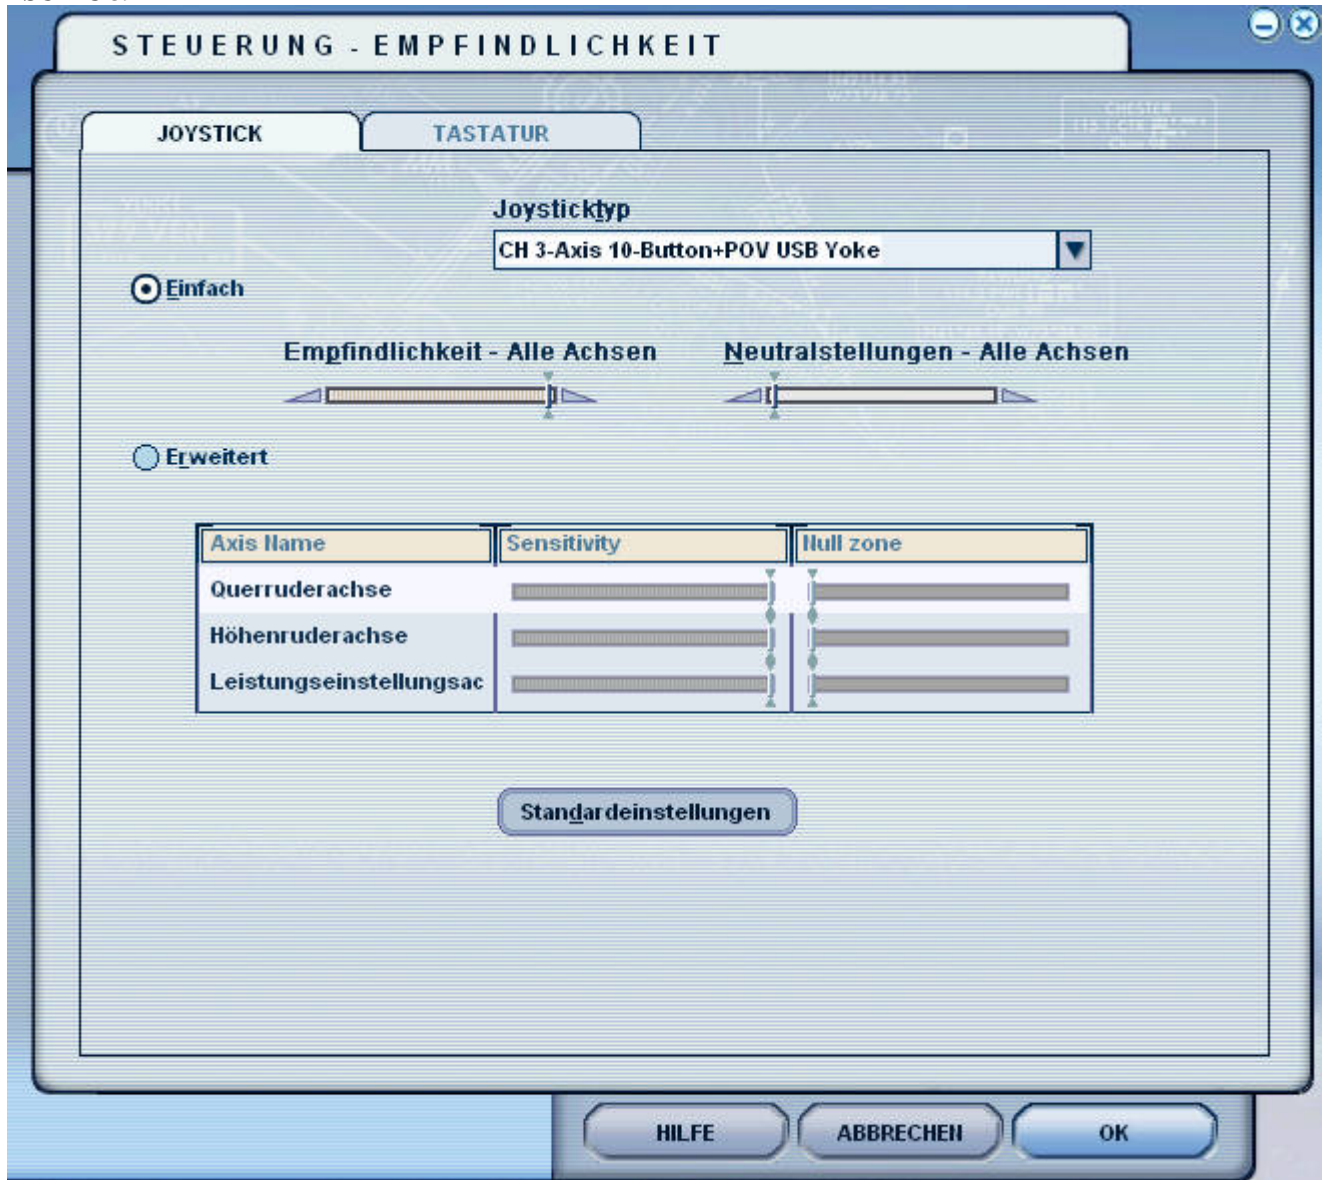 STEUERUNG - EMPFINDLICHKEIT
JOYSTICK
TASTATUR
Joysticktyp
CH 3-Axis 10-Button+POV USB Yoke
Einfach
Empfindlichkeit - Alle Achsen
Neutralstellungen - Alle Achsen
Erweitert
Axis Name
Sensitivity
Null zone
Querruderachse
Höhenruderachse
Leistungseinstellungsac
Standardeinstellungen
HILFE
ABBRECHEN
OK